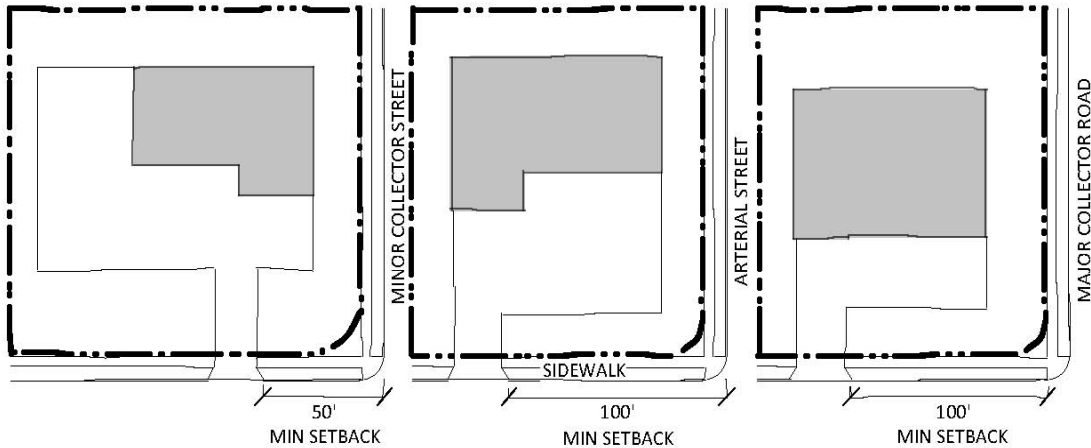 MINOR COLLECTOR STREET
ARTERIAL STREET
MAJOR COLLECTOR ROAD
SIDEWALK
50'
MIN SETBACK
100'
MIN SETBACK
100'
MIN SETBACK